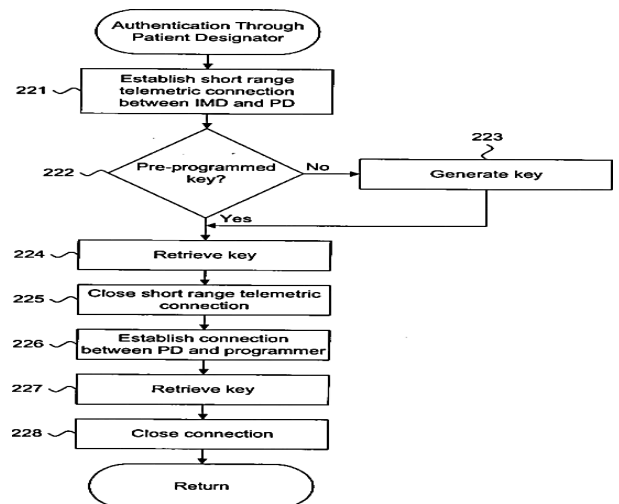 Authentication Through
Patient Designator
221
Establish short range
telemetric connection
between IMD and PD
222
Pre-programmed
key?
No
223
Generate key
Yes
224
Retrieve key
225
Close short range telemetric
connection
226
Establish connection
between PD and programmer
227
Retrieve key
228
Close connection
Return